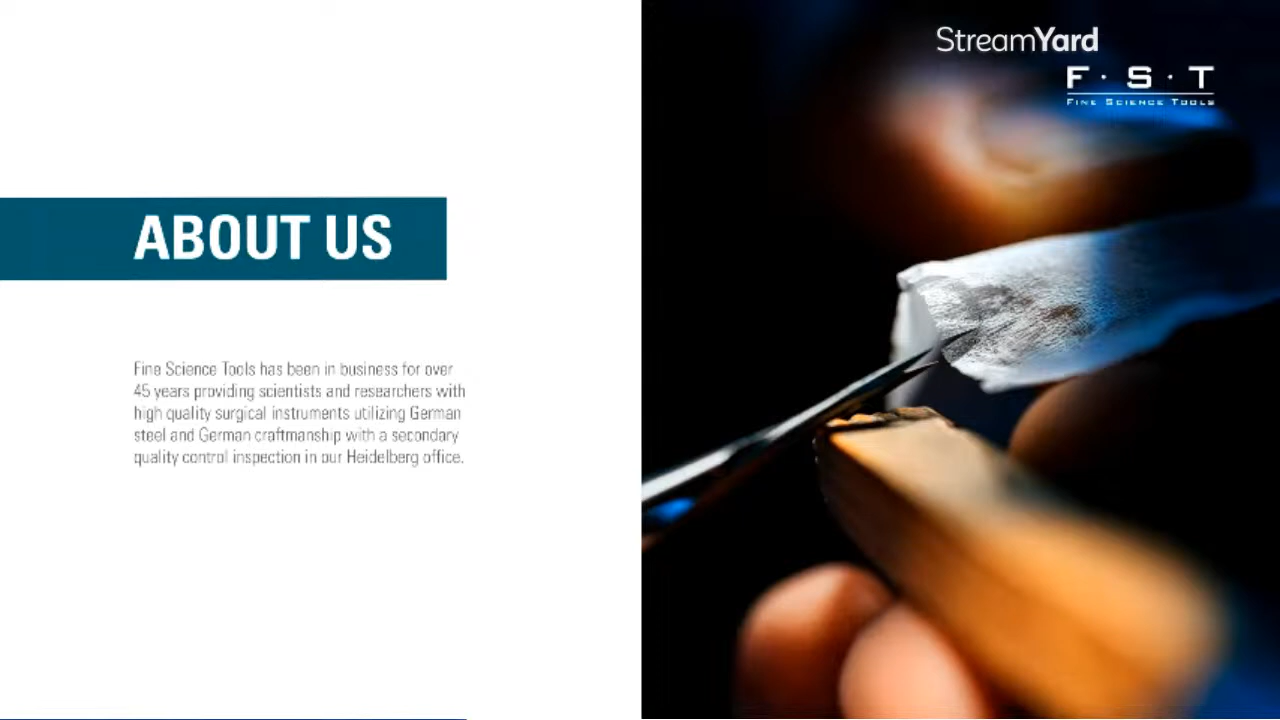 StreamYard
F · S · T
FINE SCIENCE TOOLS
ABOUT US
Fine Science Tools has been in business for over
45 years providing scientists and researchers with
high quality surgical instruments utilizing German
steel and German craftmanship with a secondary
quality control inspection in our Heidelberg office.